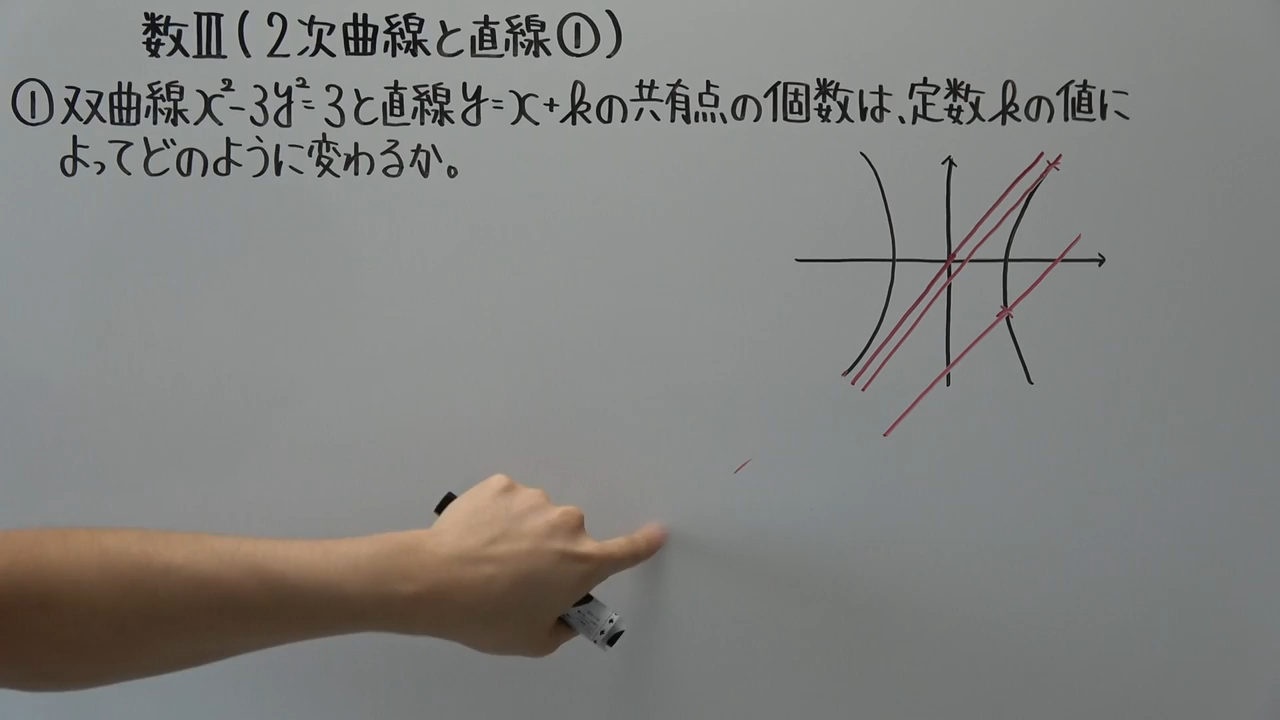 数Ⅲ(2次曲線と直線①)
①双曲線x²-3y²=3と直線y=x+kの共有点の個数は、定数kの値に
よってどのように変わるか。